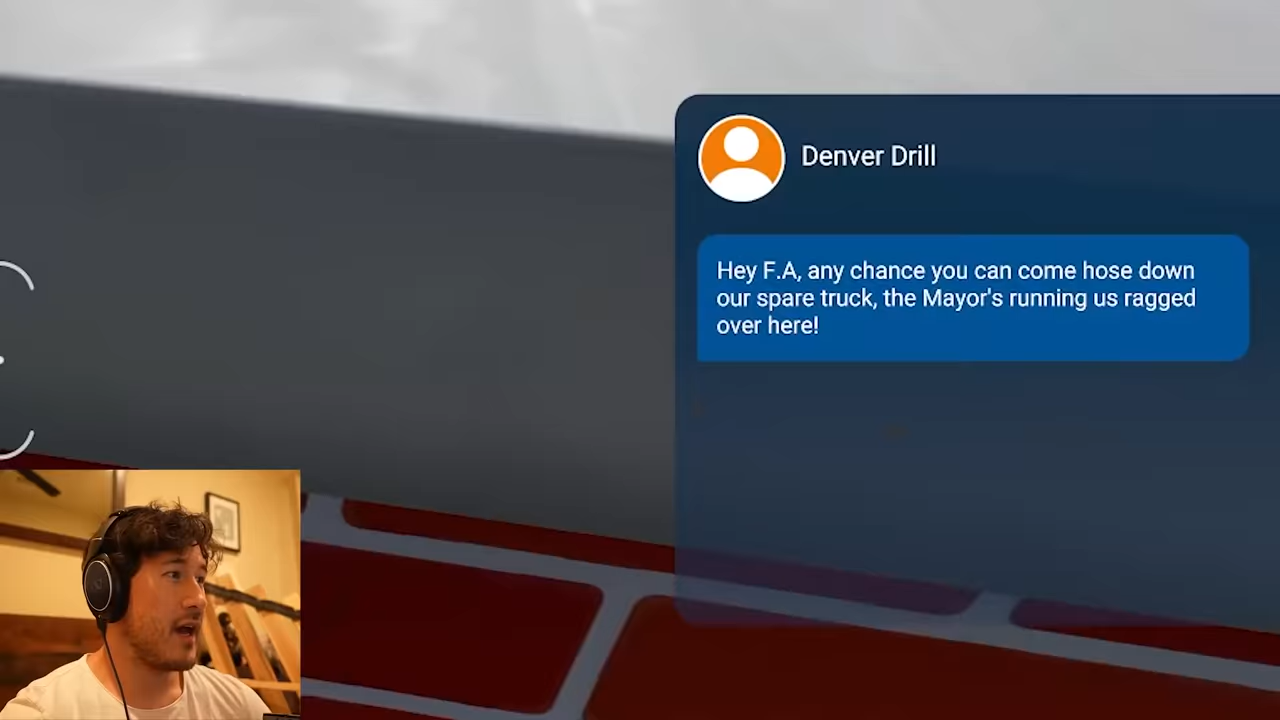 Denver Drill
Hey F.A, any chance you can come hose down
our spare truck, the Mayor's running us ragged
over here!